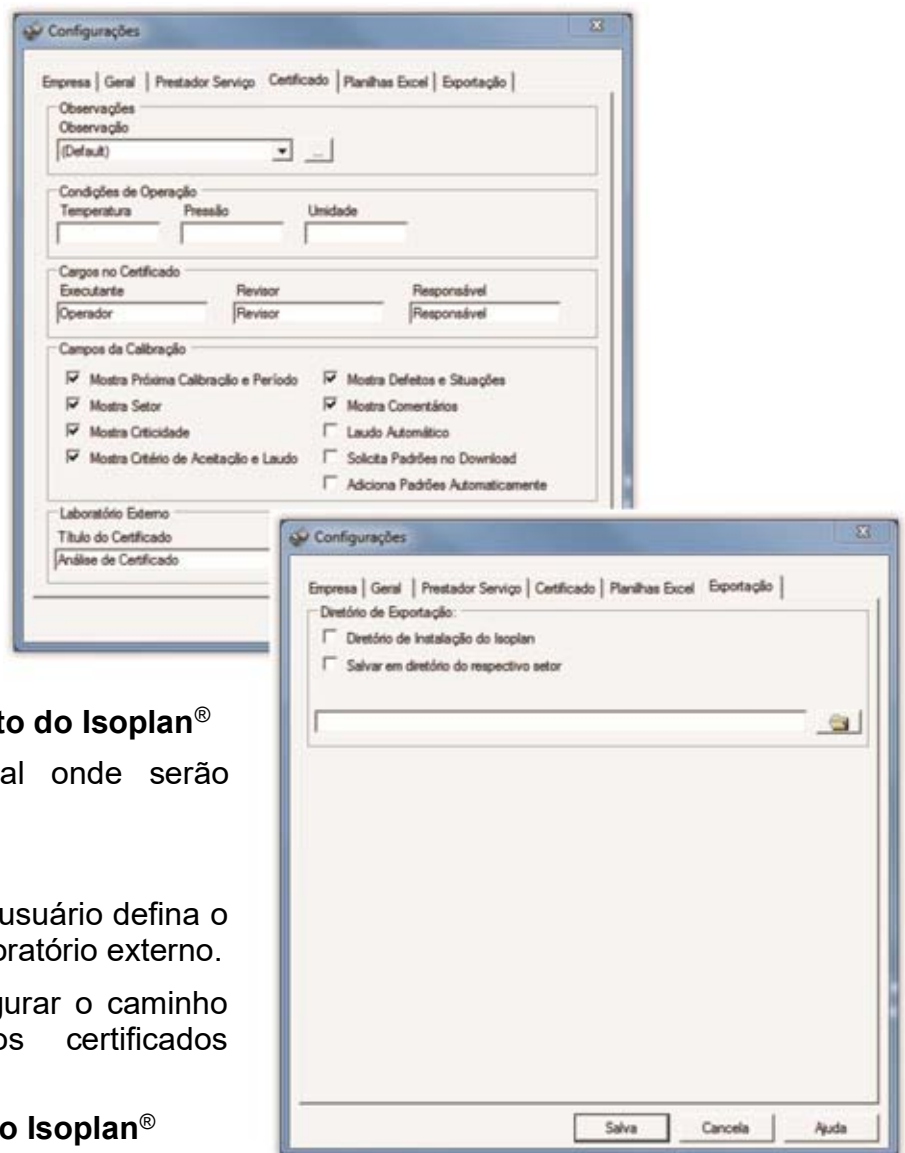 Configurações
Empresa | Geral | Prestador Serviço Certificado | Planilhas Excel | Exportação |
Observações
Observação
(Default)
...
Condições de Operação
Temperatura Pressão Umidade
Cargos no Certificado
Executante Revisor Responsável
Operador Revisor Responsável
Campos da Calibração
Mostra Próxima Calibração e Período Mostra Defeitos e Situações
Mostra Setor Mostra Comentários
Mostra Criticidade Laudo Automático
Mostra Critério de Aceitação e Laudo Solicita Padrões no Download
Adiciona Padrões Automaticamente
Laboratório Externo
Título do Certificado
Análise de Certificado
Configurações
Empresa | Geral | Prestador Serviço | Certificado | Planilhas Excel Exportação |
Diretório de Exportação:
Diretório de Instalação do Isoplan
Salvar em diretório do respectivo setor
Salva Cancela Ajuda
to do Isoplan®
al onde serão
usuário defina o
oratório externo.
gurar o caminho
os certificados
o Isoplan®